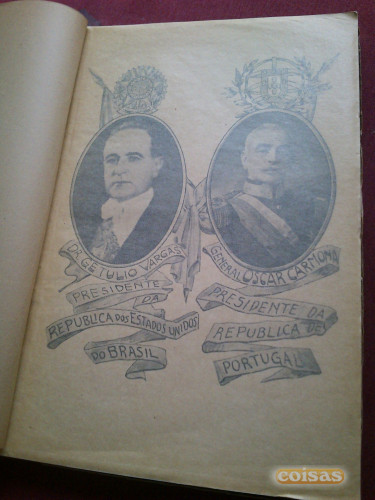 DR. GETULIO VARGAS
PRESIDENTE
DA
REPUBLICA DOS ESTADOS UNIDOS
DO BRASIL
GENERAL OSCAR CARMONA
PRESIDENTE DA
REPUBLICA DE
PORTUGAL
coisas